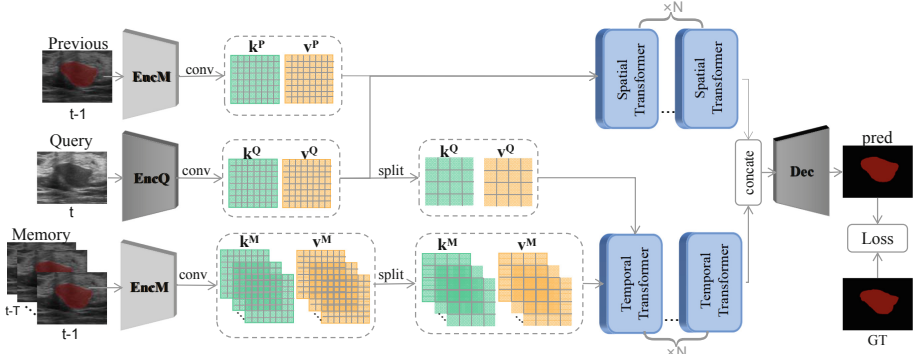 ×N
Previous
EncM
conv
k^P
v^P
t-1
Spatial
Transformer
...
Spatial
Transformer
Query
EncQ
conv
k^Q
v^Q
t
split
k^Q
v^Q
concate
Dec
pred
Loss
GT
Memory
t-T
t-1
EncM
conv
k^M
v^M
split
k^M
v^M
Temporal
Transformer
...
Temporal
Transformer
×N